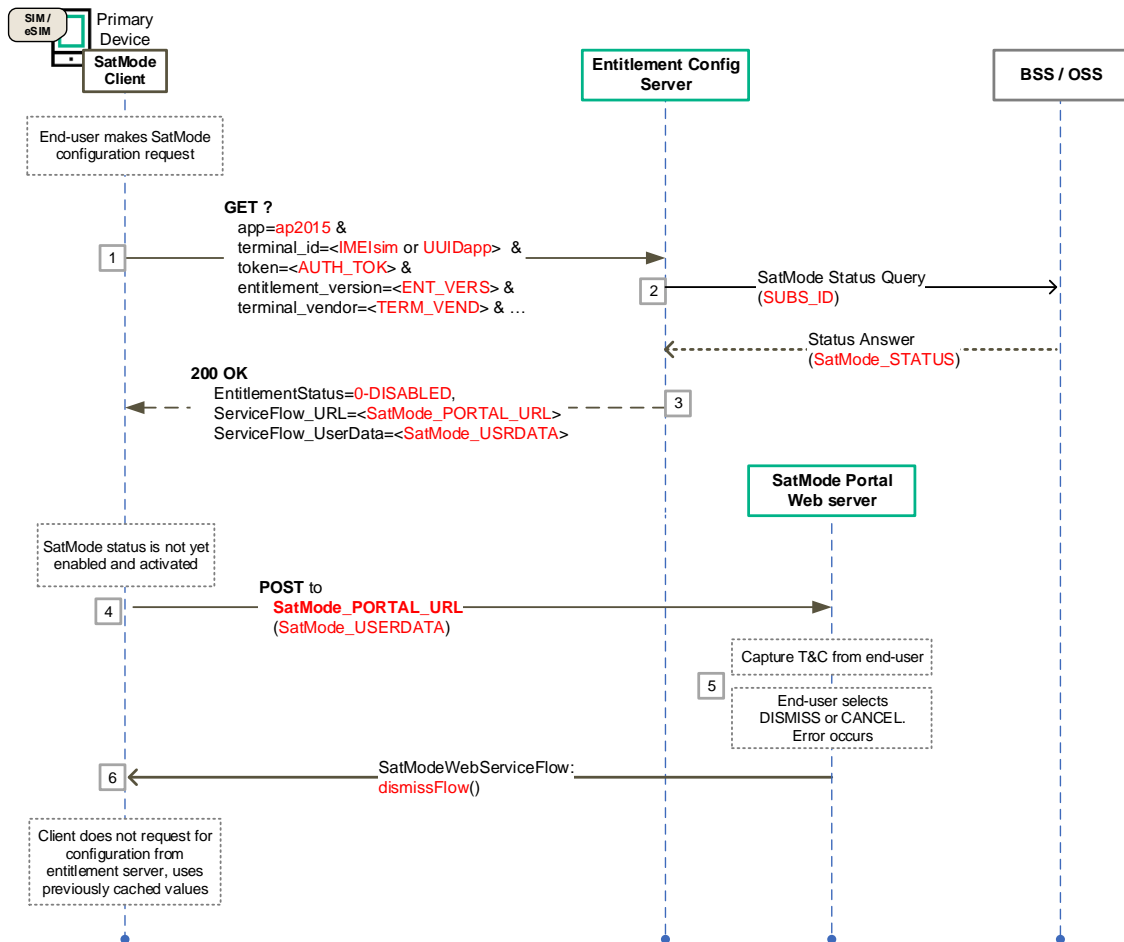 SIM /
eSIM
Primary
Device
SatMode
Client
Entitlement Config
Server
BSS / OSS
End-user makes SatMode
configuration request
GET ?
app=ap2015 &
terminal_id=<IMEIsim or UUIDapp> &
token=<AUTH_TOK> &
entitlement_version=<ENT_VERS> &
terminal_vendor=<TERM_VEND> & …
1
2
SatMode Status Query
(SUBS_ID)
Status Answer
(SatMode_STATUS)
200 OK
EntitlementStatus=0-DISABLED,
ServiceFlow_URL=<SatMode_PORTAL_URL>
ServiceFlow_UserData=<SatMode_USRDATA>
3
SatMode Portal
Web server
SatMode status is not yet
enabled and activated
4
POST to
SatMode_PORTAL_URL
(SatMode_USERDATA)
Capture T&C from end-user
5
End-user selects
DISMISS or CANCEL.
Error occurs
6
SatModeWebServiceFlow:
dismissFlow()
Client does not request for
configuration from
entitlement server, uses
previously cached values